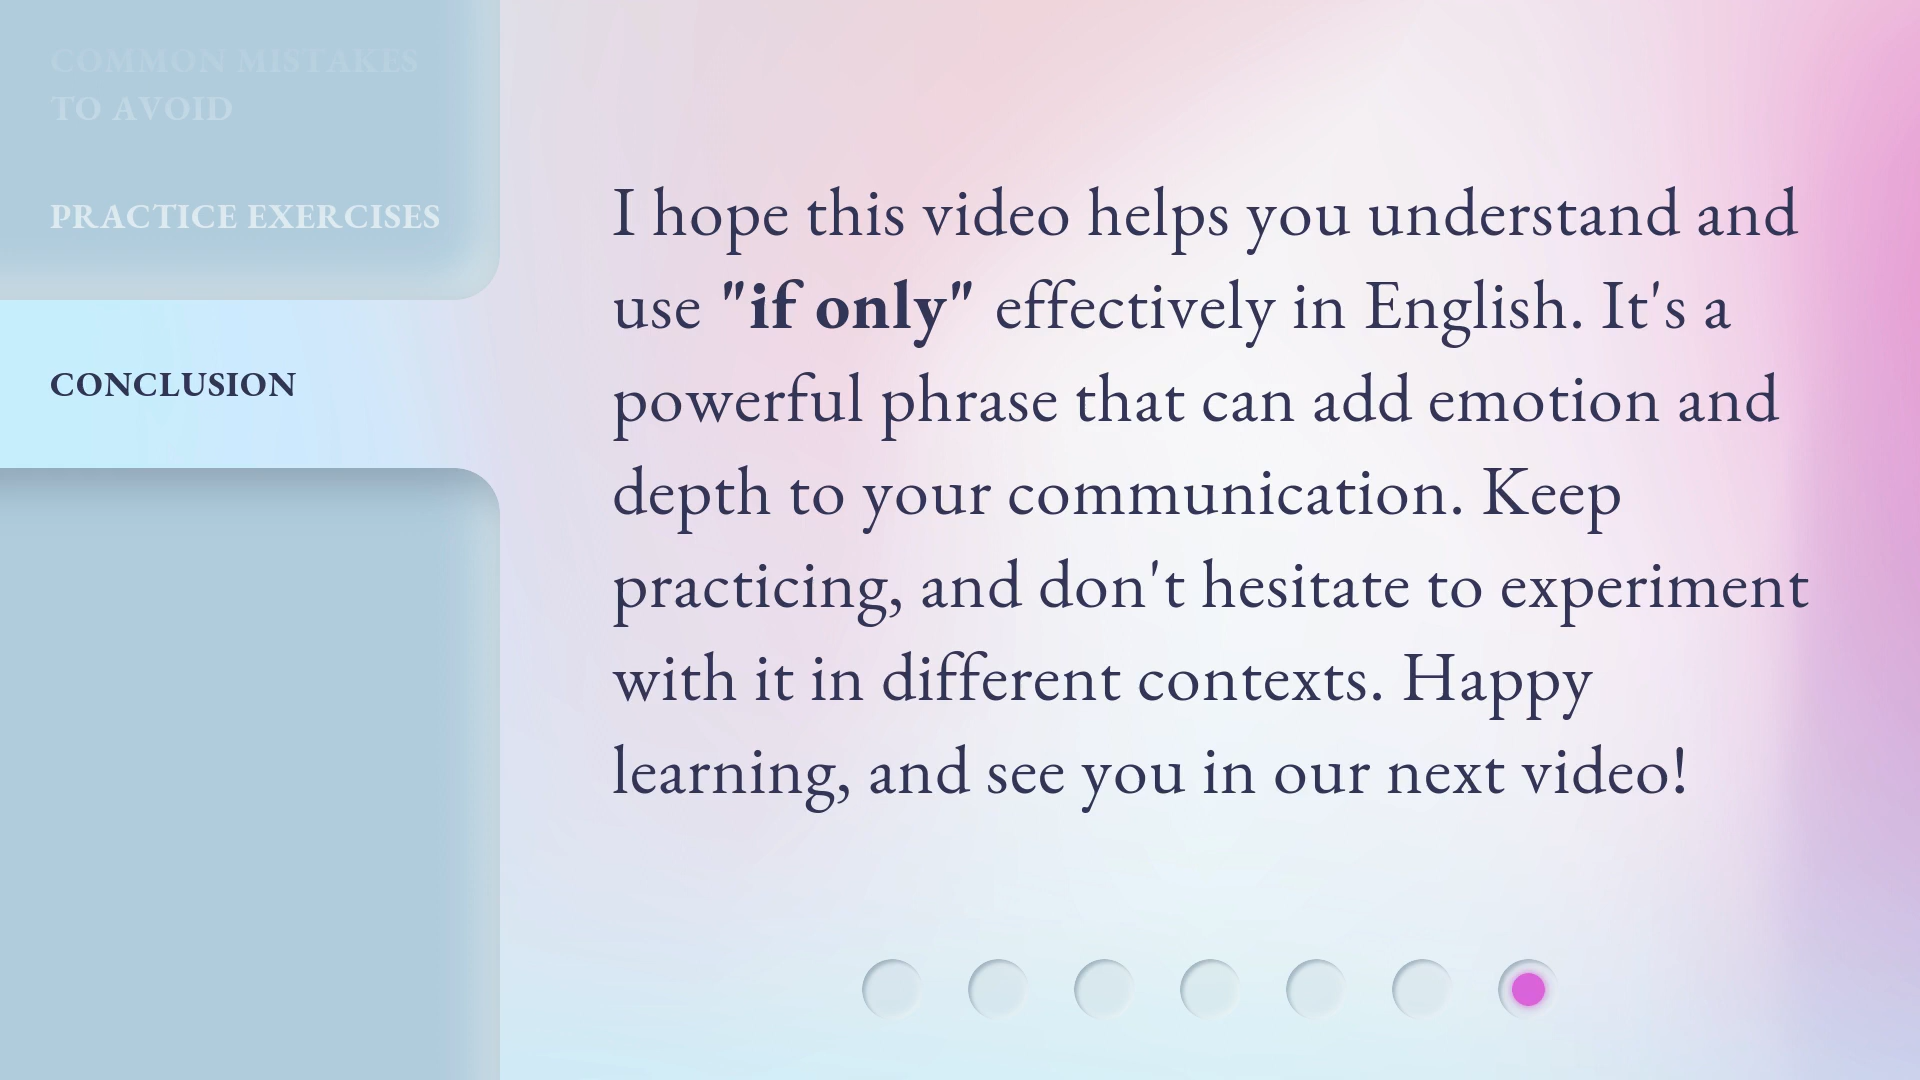 COMMON MISTAKES
TO AVOID
PRACTICE EXERCISES
CONCLUSION
I hope this video helps you understand and
use "if only" effectively in English. It's a
powerful phrase that can add emotion and
depth to your communication. Keep
practicing, and don't hesitate to experiment
with it in different contexts. Happy
learning, and see you in our next video!